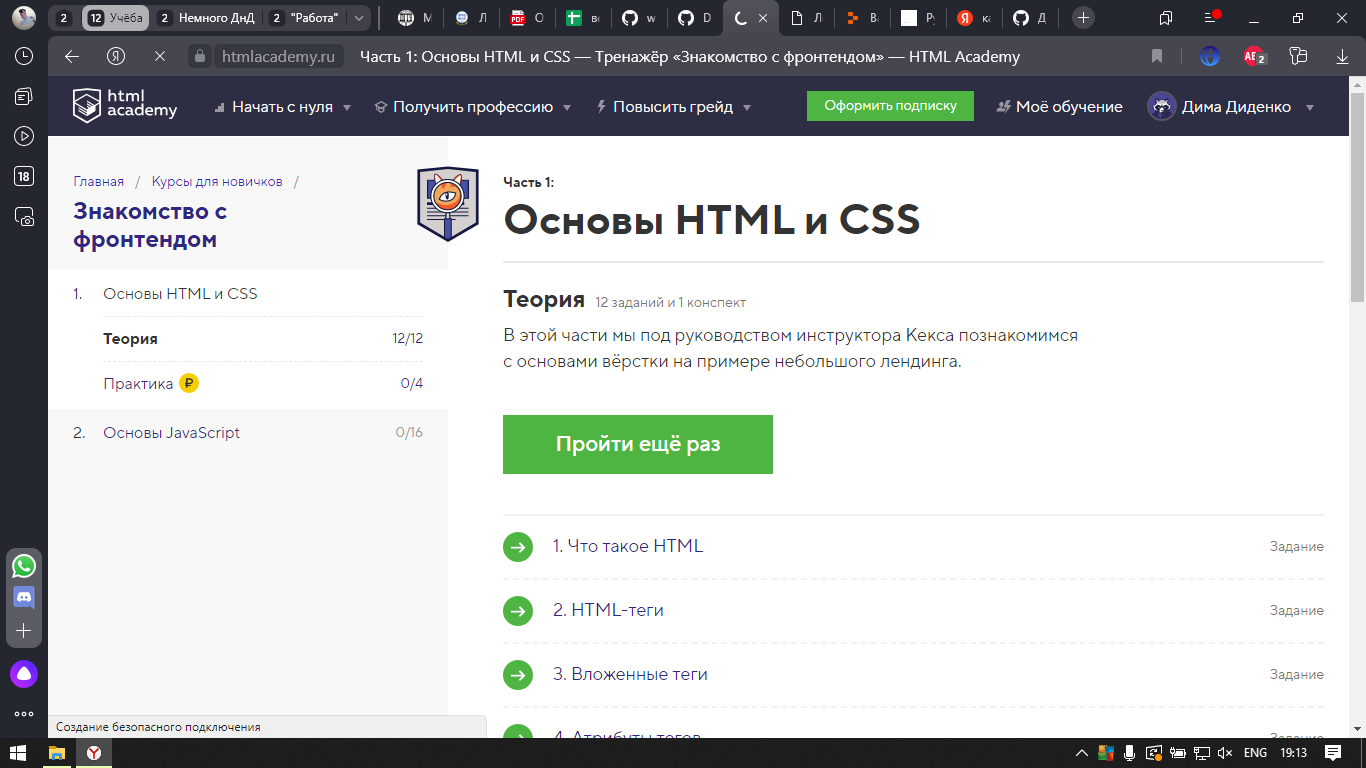 2
12 Учёба
2 Немного ДнД
2 "Работа"
htmlacademy.ru
Часть 1: Основы HTML и CSS — Тренажёр «Знакомство с фронтендом» — HTML Academy
html academy
Начать с нуля
Получить профессию
Повысить грейд
Оформить подписку
Моё обучение
Дима Диденко
18
Главная / Курсы для новичков /
Знакомство с
фронтендом
1. Основы HTML и CSS
Теория 12/12
Практика ₽ 0/4
2. Основы JavaScript 0/16
Часть 1:
Основы HTML и CSS
Теория 12 заданий и 1 конспект
В этой части мы под руководством инструктора Кекса познакомимся
с основами вёрстки на примере небольшого лендинга.
Пройти ещё раз
1. Что такое HTML Задание
2. HTML-теги Задание
3. Вложенные теги Задание
4. Атрибуты тегов Задание
Создание безопасного подключения
ENG 19:13